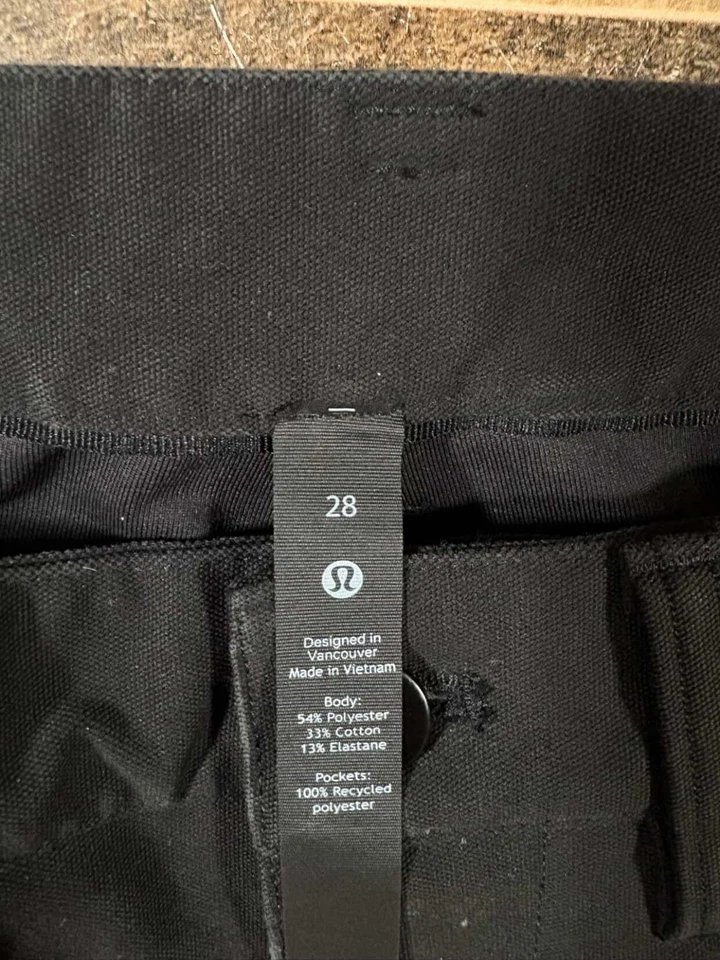 28
Designed in
Vancouver
Made in Vietnam
Body:
54% Polyester
33% Cotton
13% Elastane
Pockets:
100% Recycled
polyester